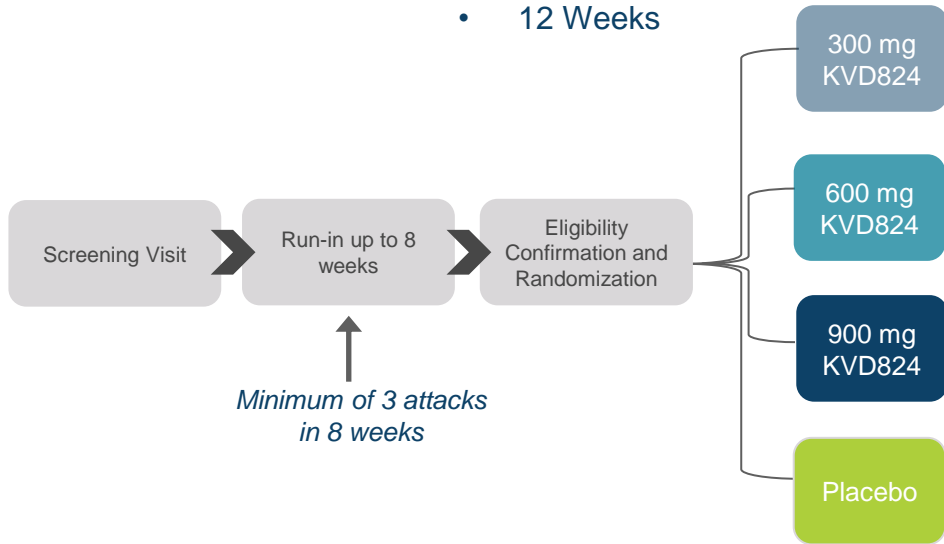 • 12 Weeks
Screening Visit
Run-in up to 8
weeks
Eligibility
Confirmation and
Randomization
Minimum of 3 attacks
in 8 weeks
300 mg
KVD824
600 mg
KVD824
900 mg
KVD824
Placebo